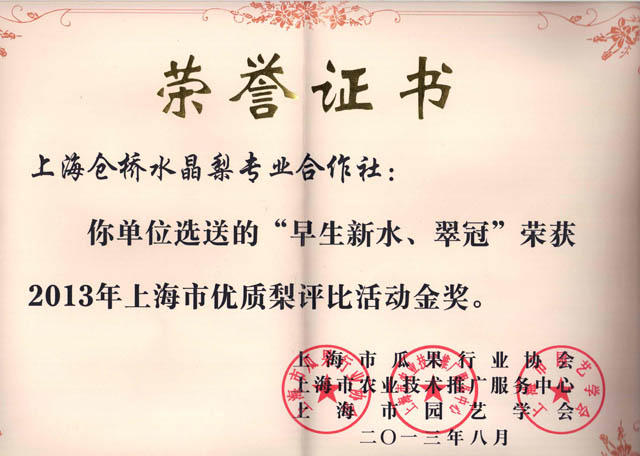 荣誉证书
上海仓桥水晶梨专业合作社：
你单位选送的“早生新水、翠冠”荣获
2013年上海市优质梨评比活动金奖。
上海市瓜果行业协会
上海市农业技术推广服务中心
上海市园艺学会
二〇一三年八月